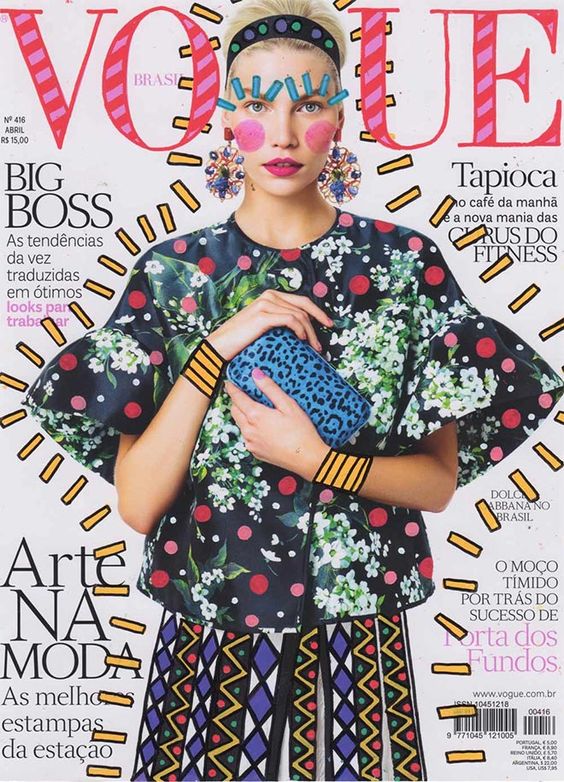 VOGUE
BRASIL
Nº 416
ABRIL
R$ 15,00
BIG
BOSS
As tendências
da vez
traduzidas
em ótimos
looks para
trabalhar
Tapioca
no café da manhã
é a nova mania das
GURUS DO
FITNESS
DOLCE
GABBANA NO
BRASIL
Arte
NA
MODA
As melhores
estampas
da estação
O MOÇO
TÍMIDO
POR TRÁS DO
SUCESSO DE
Porta dos
Fundos
www.vogue.com.br
ISSN 10451218
00416
9 771045 121005
PORTUGAL, € 5,00
FRANÇA, € 8,90
REINO UNIDO, £ 5,70
ITÁLIA, € 8,40
ARGENTINA, $ 22,00
USA, US$ 7,95